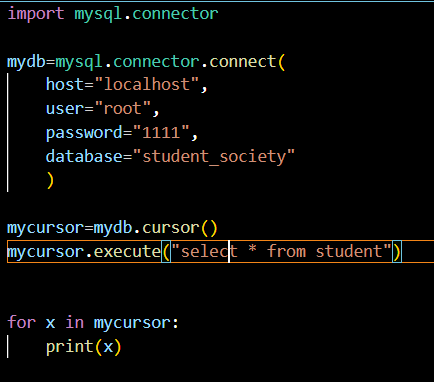 import mysql.connector
mydb=mysql.connector.connect(
    host="localhost",
    user="root",
    password="1111",
    database="student_society"
    )
mycursor=mydb.cursor()
mycursor.execute("select * from student")
for x in mycursor:
    print(x)